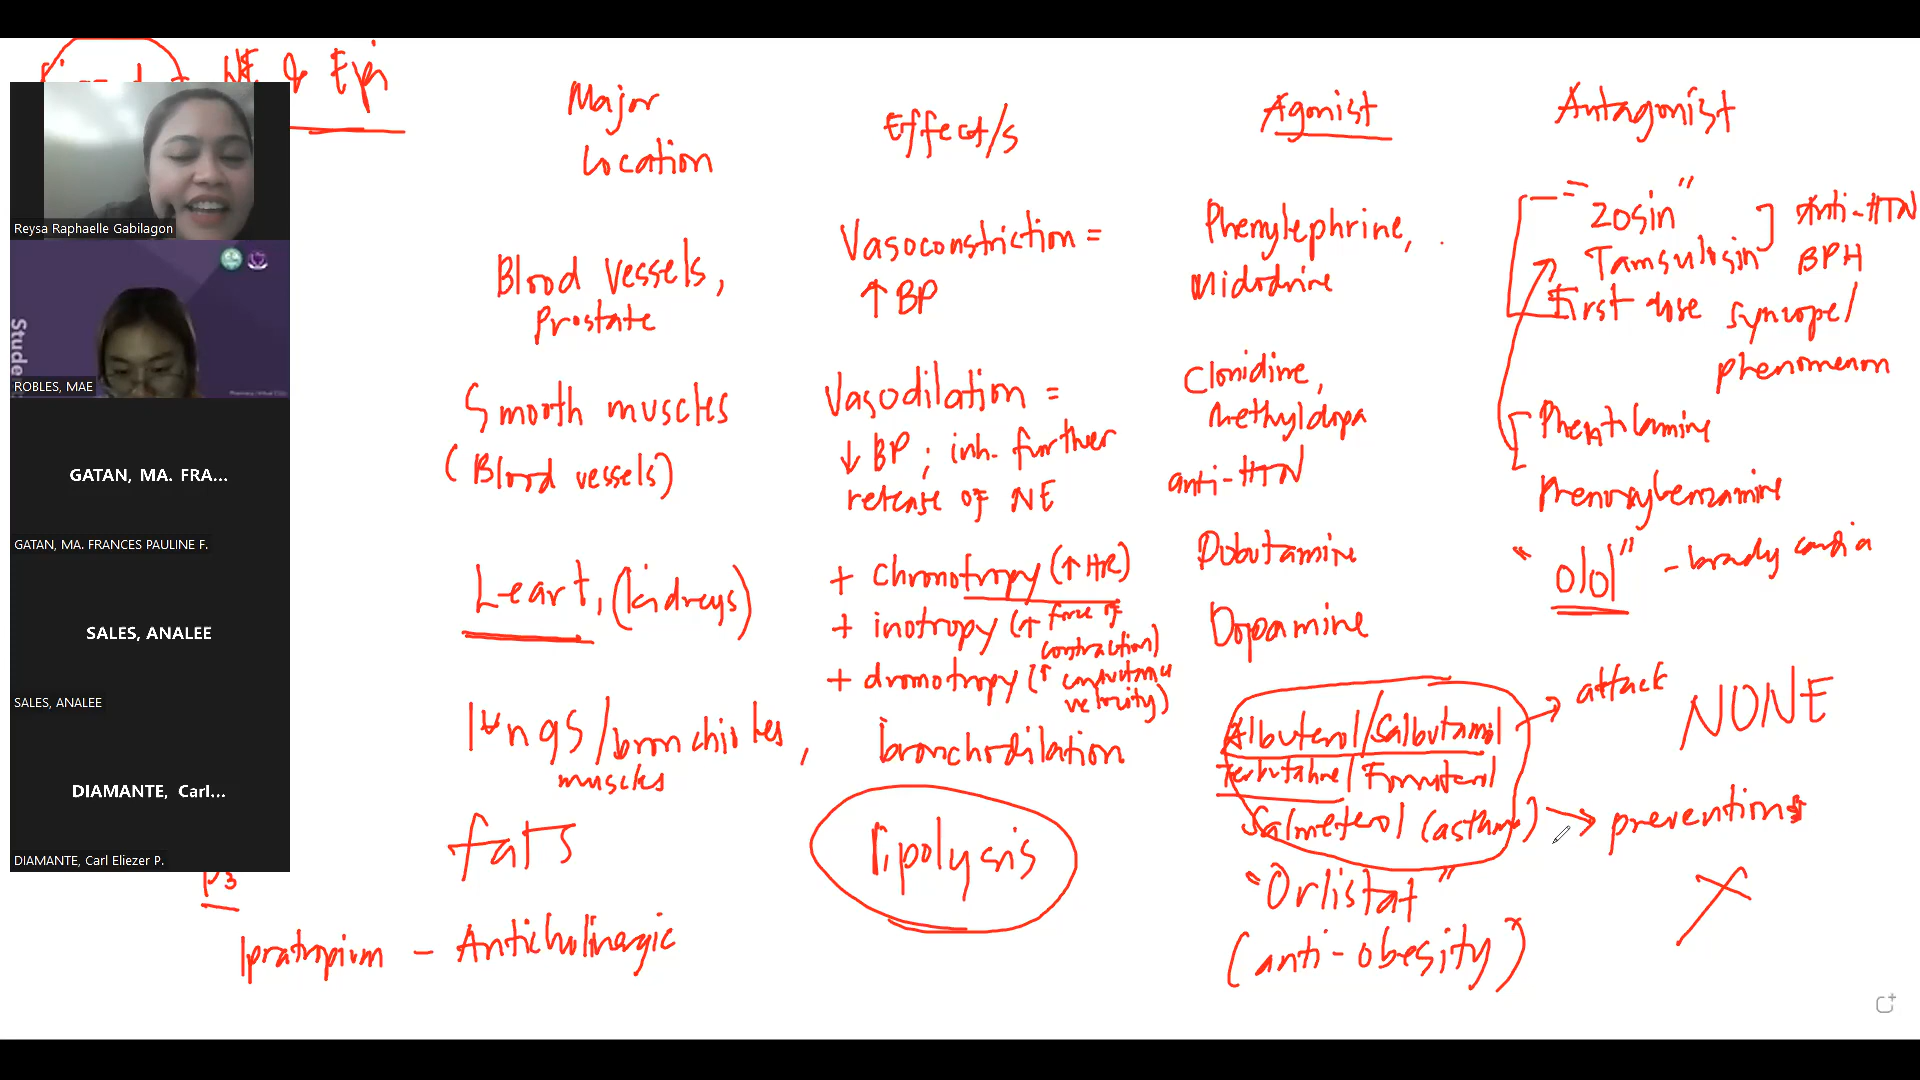 NE & Epi
Major
Location
Effect/s
Agonist
Antagonist
Blood vessels,
Prostate
Vasoconstriction =
↑ BP
Phenylephrine,
Midodrine
"zosin"
Tamsulosin
Anti-HTN
BPH
First dose syncope/
phenomenon
Smooth muscles
(Blood vessels)
Vasodilation =
↓ BP; inh. further
release of NE
Clonidine,
Methyldopa
anti-HTN
Phentilamine
Phenoxybenzamine
Heart, (kidneys)
+ chronotropy (↑ HR)
+ inotropy (↑ force of
contraction)
+ dromotropy (↑ conductance
velocity)
Dobutamine
Dopamine
"olol" - bradycardia
lungs/bronchioles,
muscles
bronchodilation
Albuterol/Salbutamol
Terbutaline/Formoterol
Salmeterol (asthma)
attack
prevention
NONE
fats
lipolysis
"Orlistat"
(anti-obesity)
X
β3
Ipratropium - Anticholinergic
Reysa Raphaelle Gabilagon
Stude
ROBLES, MAE
GATAN, MA. FRA...
GATAN, MA. FRANCES PAULINE F.
SALES, ANALEE
SALES, ANALEE
DIAMANTE, Carl...
DIAMANTE, Carl Eliezer P.